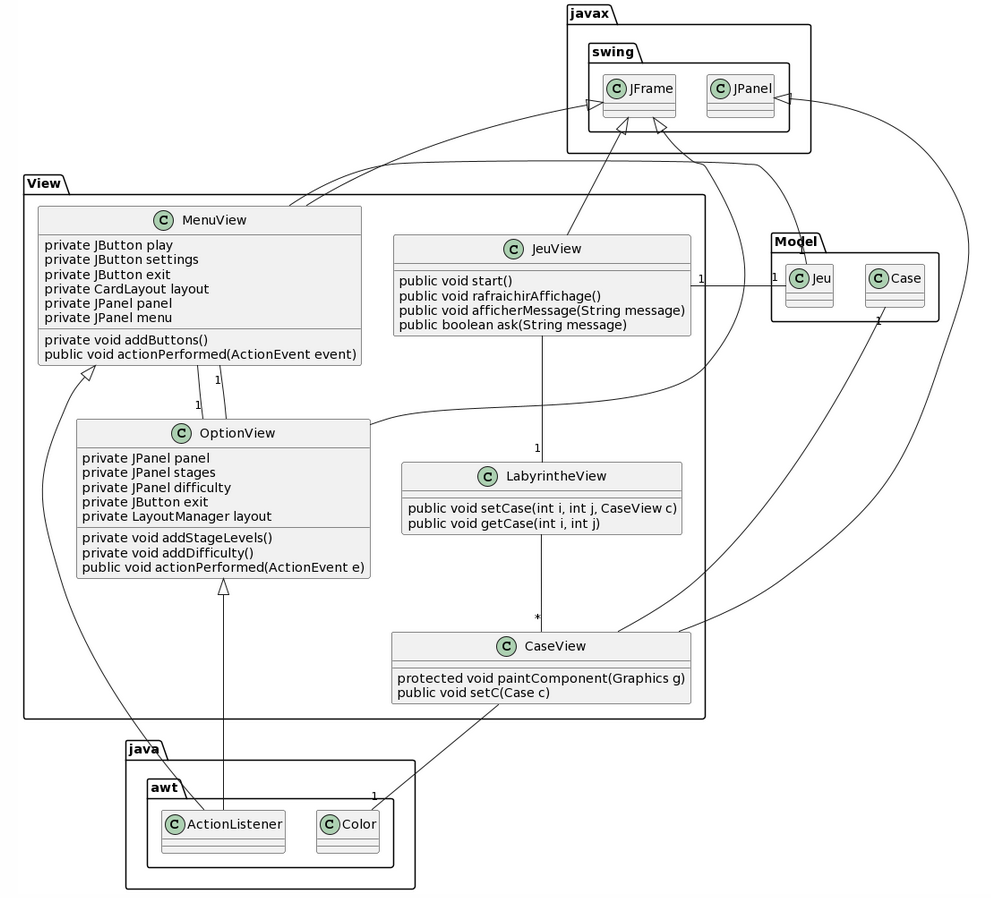 javax
swing
C JFrame
C JPanel
View
C MenuView
private JButton play
private JButton settings
private JButton exit
private CardLayout layout
private JPanel panel
private JPanel menu
private void addButtons()
public void actionPerformed(ActionEvent event)
C JeuView
public void start()
public void rafraichirAffichage()
public void afficherMessage(String message)
public boolean ask(String message)
1
1
Model
1
C Jeu
C Case
1
1
1
C OptionView
private JPanel panel
private JPanel stages
private JPanel difficulty
private JButton exit
private LayoutManager layout
private void addStageLevels()
private void addDifficulty()
public void actionPerformed(ActionEvent e)
1
C LabyrintheView
public void setCase(int i, int j, CaseView c)
public void getCase(int i, int j)
*
C CaseView
protected void paintComponent(Graphics g)
public void setC(Case c)
java
awt
1
C ActionListener
C Color